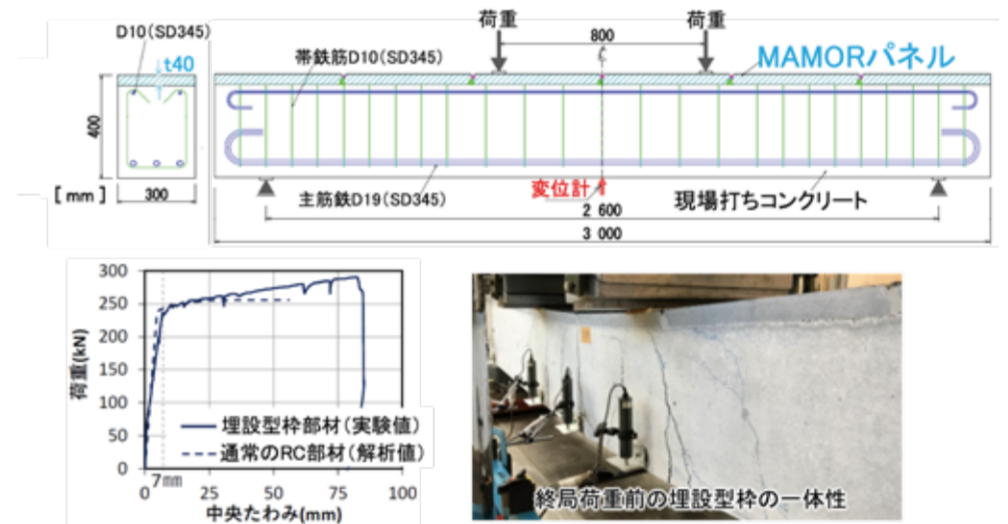 荷重
荷重
D10(SD345)
800
帯鉄筋D10(SD345)
MAMORパネル
t40
400
[mm]
300
主筋鉄D19(SD345)
変位計
現場打ちコンクリート
2 600
3 000
300
250
200
150
100
50
0
荷重(kN)
埋設型枠部材(実験値)
通常のRC部材(解析値)
7mm
0
25
50
75
100
中央たわみ(mm)
終局荷重前の埋設型枠の一体性